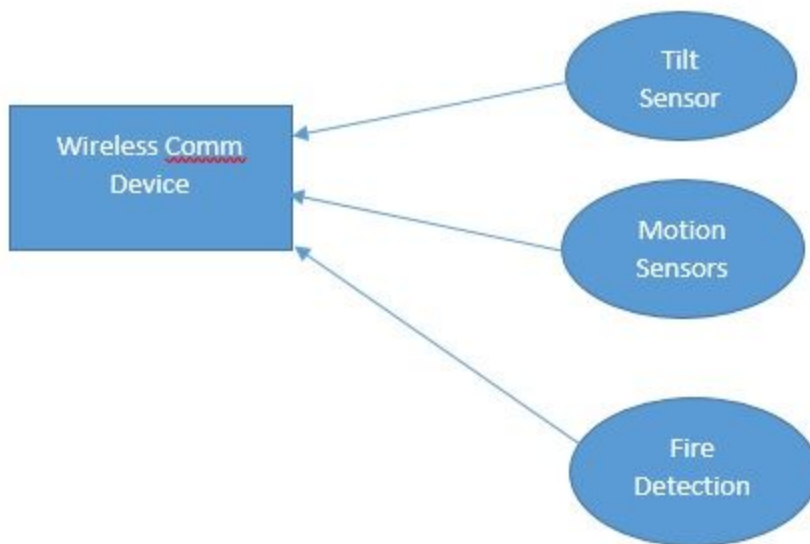 Wireless Comm
Device
Tilt
Sensor
Motion
Sensors
Fire
Detection